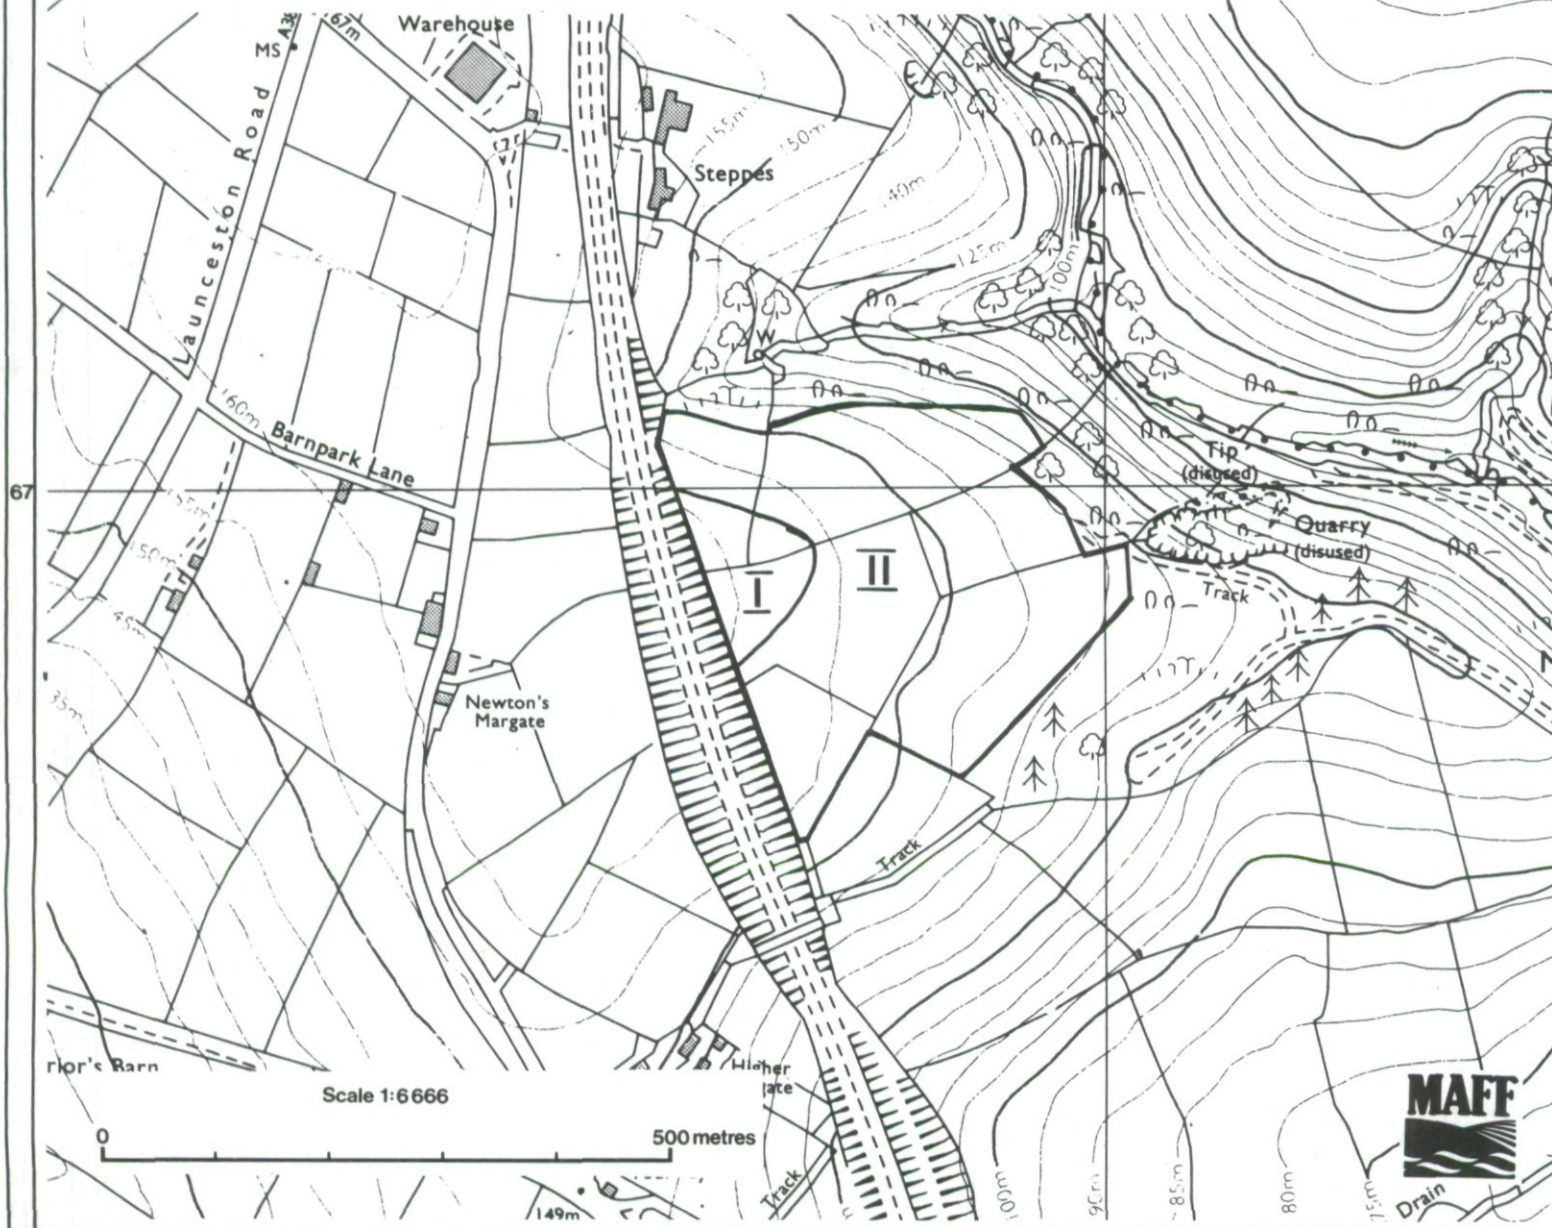 Warehouse
67m
MS
Launceston Road
155m
150m
Steppes
140m
125m
100m
W
160m
Barnpark Lane
67
155m
150m
Tip
(disused)
Quarry
(disused)
II
I
Track
145m
Newton's
Margate
Track
Scale 1:6666
0
500 metres
MAFF
Track
149m
100m
90m
85m
80m
75m
Drain